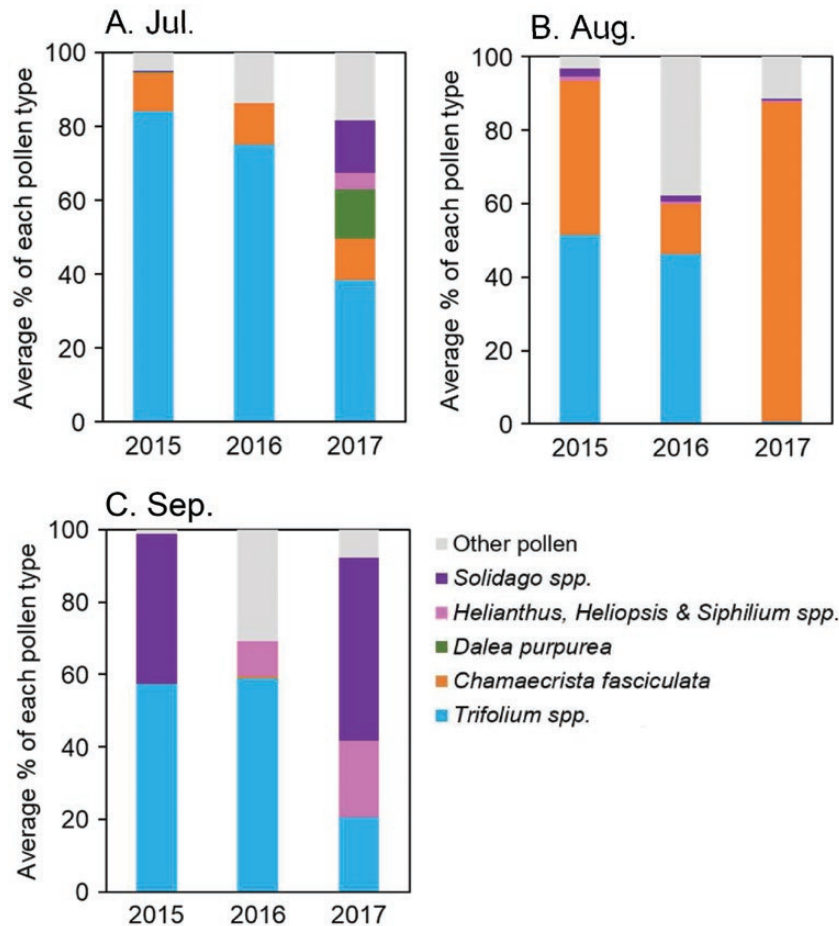 A. Jul.
Average % of each pollen type
100
80
60
40
20
0
2015 2016 2017
B. Aug.
Average % of each pollen type
100
80
60
40
20
0
2015 2016 2017
C. Sep.
Average % of each pollen type
100
80
60
40
20
0
2015 2016 2017
Other pollen
Solidago spp.
Helianthus, Heliopsis & Siphilium spp.
Dalea purpurea
Chamaecrista fasciculata
Trifolium spp.